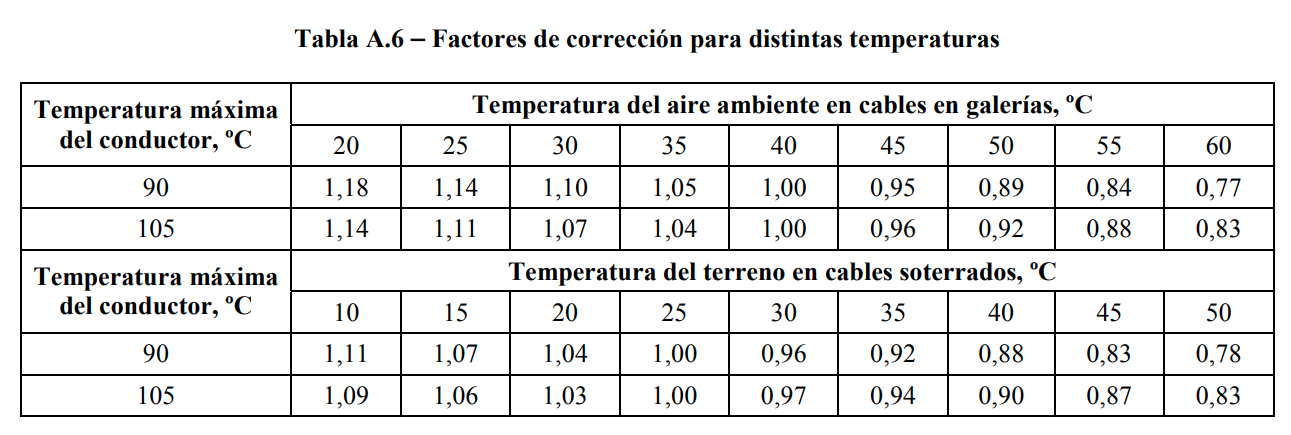 Tabla A.6 – Factores de corrección para distintas temperaturas
Temperatura máxima del conductor, ºC Temperatura del aire ambiente en cables en galerías, ºC
20 25 30 35 40 45 50 55 60
90 1,18 1,14 1,10 1,05 1,00 0,95 0,89 0,84 0,77
105 1,14 1,11 1,07 1,04 1,00 0,96 0,92 0,88 0,83
Temperatura máxima del conductor, ºC Temperatura del terreno en cables soterrados, ºC
10 15 20 25 30 35 40 45 50
90 1,11 1,07 1,04 1,00 0,96 0,92 0,88 0,83 0,78
105 1,09 1,06 1,03 1,00 0,97 0,94 0,90 0,87 0,83